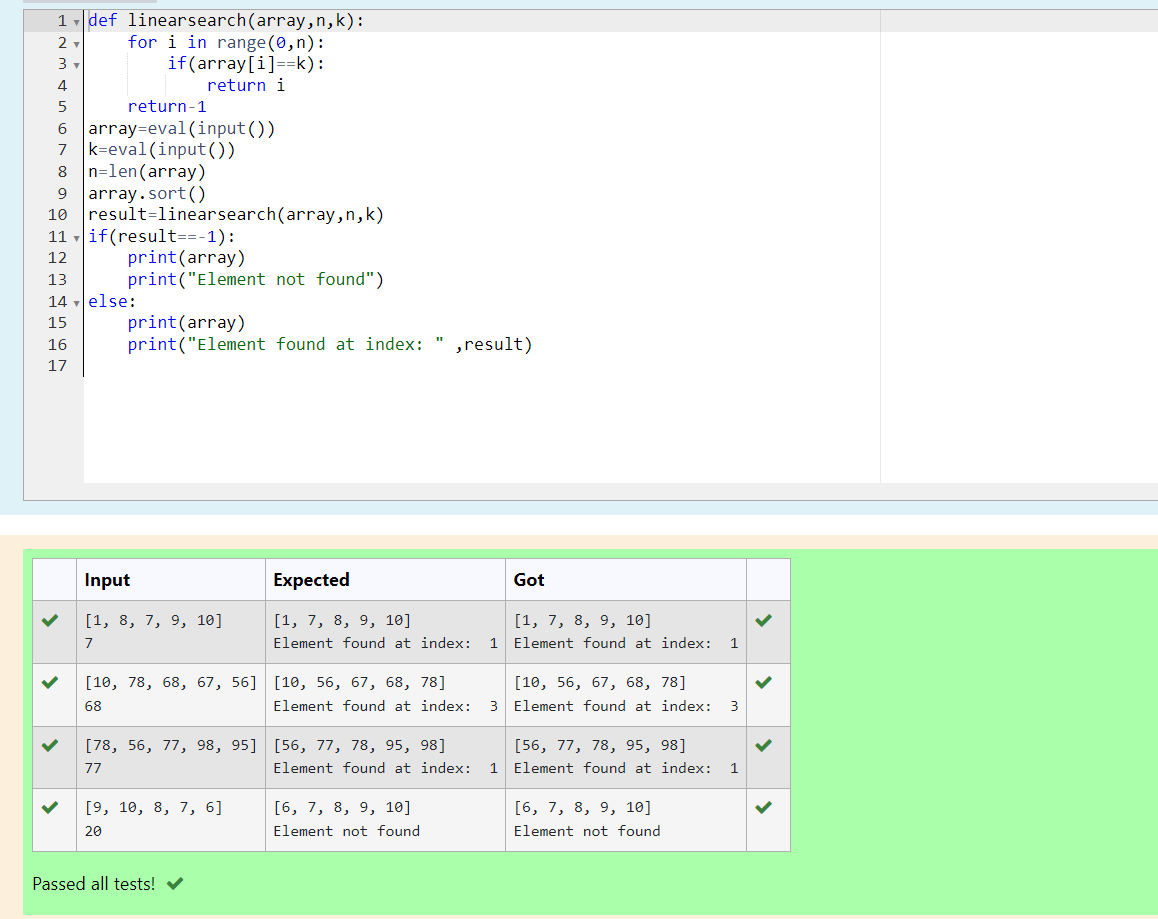 1 def linearsearch(array,n,k):
2     for i in range(0,n):
3         if(array[i]==k):
4             return i
5     return-1
6 array=eval(input())
7 k=eval(input())
8 n=len(array)
9 array.sort()
10 result=linearsearch(array,n,k)
11 if(result==-1):
12     print(array)
13     print("Element not found")
14 else:
15     print(array)
16     print("Element found at index: " ,result)
17
Input Expected Got
[1, 8, 7, 9, 10] [1, 7, 8, 9, 10] [1, 7, 8, 9, 10]
7 Element found at index:  1 Element found at index:  1
[10, 78, 68, 67, 56] [10, 56, 67, 68, 78] [10, 56, 67, 68, 78]
68 Element found at index:  3 Element found at index:  3
[78, 56, 77, 98, 95] [56, 77, 78, 95, 98] [56, 77, 78, 95, 98]
77 Element found at index:  1 Element found at index:  1
[9, 10, 8, 7, 6] [6, 7, 8, 9, 10] [6, 7, 8, 9, 10]
20 Element not found Element not found
Passed all tests!